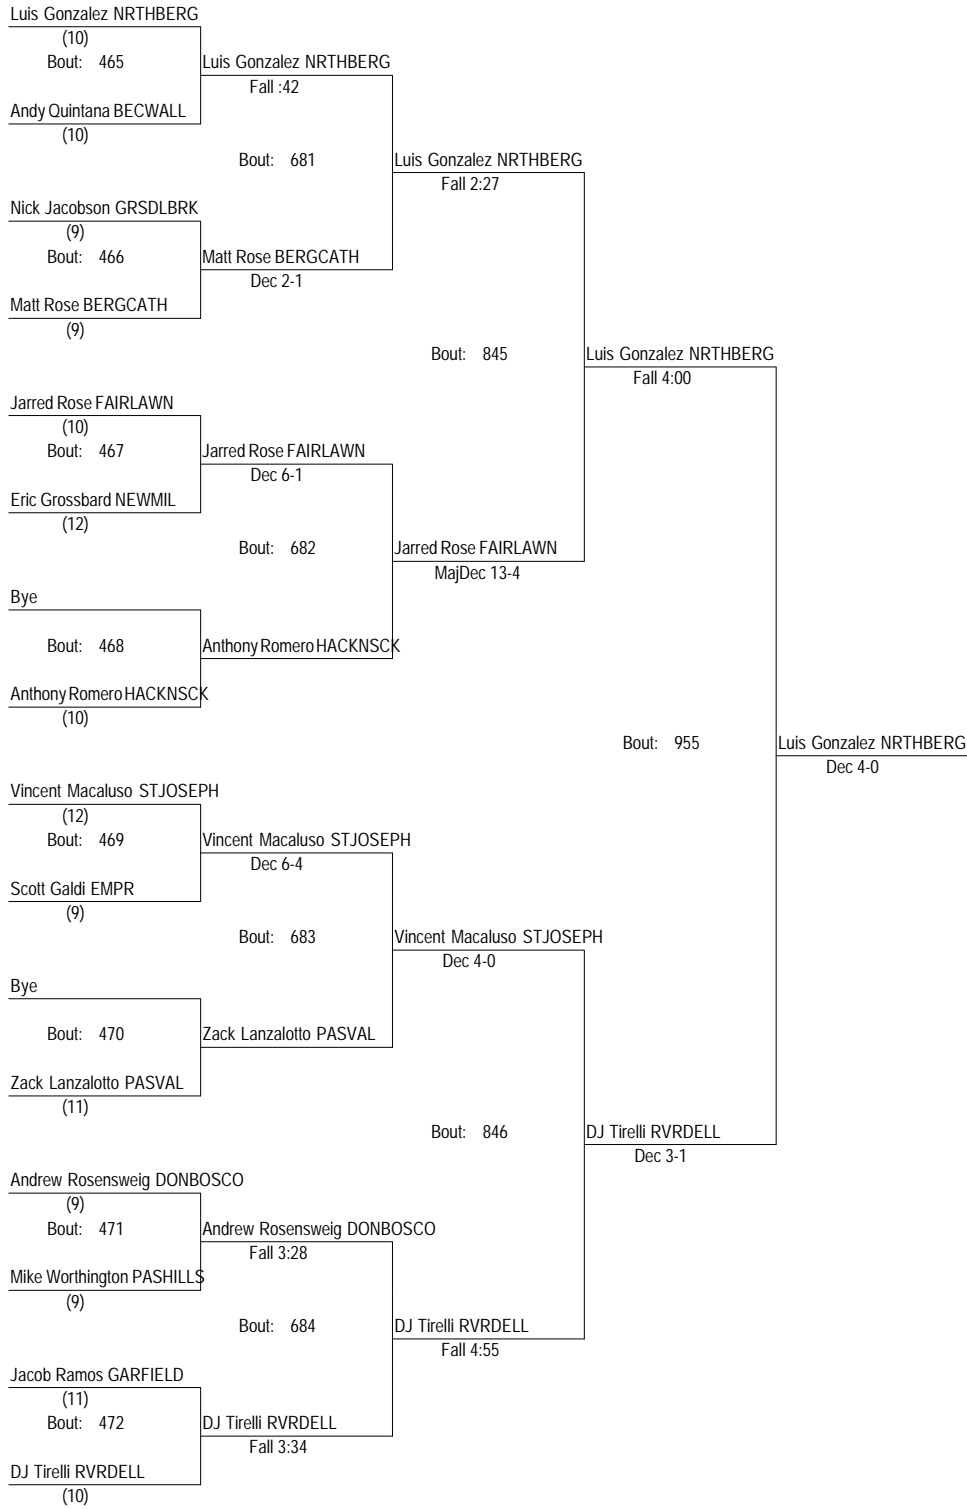 Luis Gonzalez NRTHBERG
(10)
Bout: 465
Luis Gonzalez NRTHBERG
Fall :42
Andy Quintana BECWALL
(10)
Bout: 681
Luis Gonzalez NRTHBERG
Fall 2:27
Nick Jacobson GRSDLBRK
(9)
Bout: 466
Matt Rose BERGCATH
Dec 2-1
Matt Rose BERGCATH
(9)
Bout: 845
Luis Gonzalez NRTHBERG
Fall 4:00
Jarred Rose FAIRLAWN
(10)
Bout: 467
Jarred Rose FAIRLAWN
Dec 6-1
Eric Grossbard NEWMIL
(12)
Bout: 682
Jarred Rose FAIRLAWN
MajDec 13-4
Bye
Bout: 468
Anthony Romero HACKNSCK
Anthony Romero HACKNSCK
(10)
Bout: 955
Luis Gonzalez NRTHBERG
Dec 4-0
Vincent Macaluso STJOSEPH
(12)
Bout: 469
Vincent Macaluso STJOSEPH
Dec 6-4
Scott Galdi EMPR
(9)
Bout: 683
Vincent Macaluso STJOSEPH
Dec 4-0
Bye
Bout: 470
Zack Lanzalotto PASVAL
Zack Lanzalotto PASVAL
(11)
Bout: 846
DJ Tirelli RVRDELL
Dec 3-1
Andrew Rosensweig DONBOSCO
(9)
Bout: 471
Andrew Rosensweig DONBOSCO
Fall 3:28
Mike Worthington PASHILLS
(9)
Bout: 684
DJ Tirelli RVRDELL
Fall 4:55
Jacob Ramos GARFIELD
(11)
Bout: 472
DJ Tirelli RVRDELL
Fall 3:34
DJ Tirelli RVRDELL
(10)